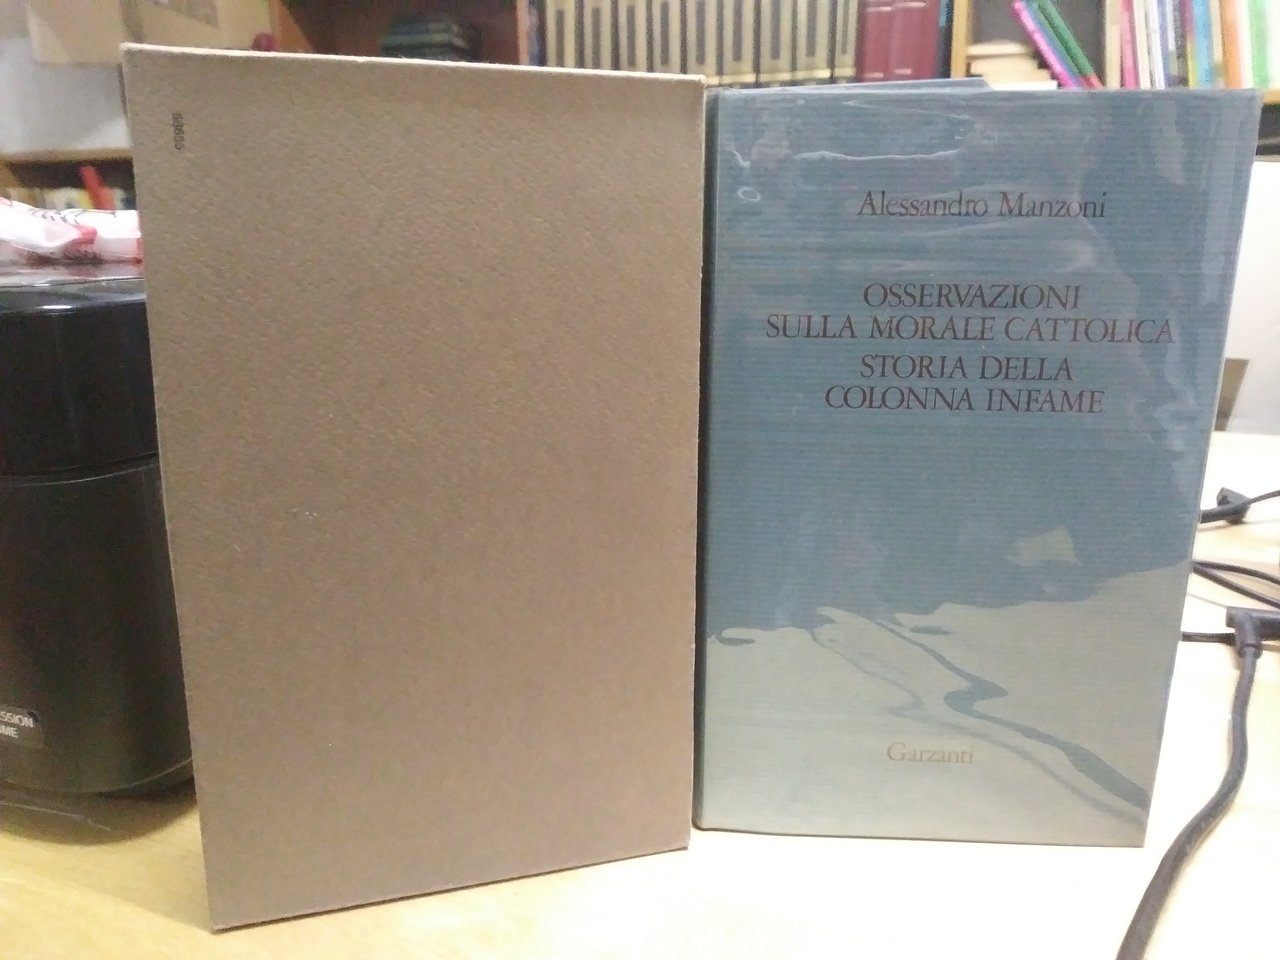 Alessandro Manzoni
OSSERVAZIONI
SULLA MORALE CATTOLICA
STORIA DELLA
COLONNA INFAME
Garzanti